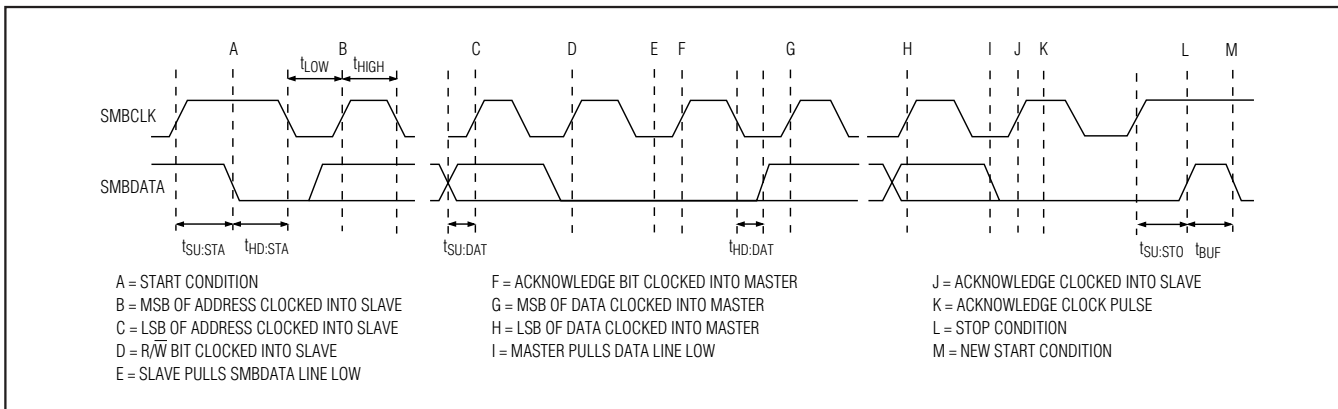 A B C D E F G H I J K L M
tLOW tHIGH
SMBCLK
SMBDATA
tSU:STA tHD:STA tSU:DAT tHD:DAT tSU:STO tBUF
A = START CONDITION
B = MSB OF ADDRESS CLOCKED INTO SLAVE
C = LSB OF ADDRESS CLOCKED INTO SLAVE
D = R/W̅ BIT CLOCKED INTO SLAVE
E = SLAVE PULLS SMBDATA LINE LOW
F = ACKNOWLEDGE BIT CLOCKED INTO MASTER
G = MSB OF DATA CLOCKED INTO MASTER
H = LSB OF DATA CLOCKED INTO MASTER
I = MASTER PULLS DATA LINE LOW
J = ACKNOWLEDGE CLOCKED INTO SLAVE
K = ACKNOWLEDGE CLOCK PULSE
L = STOP CONDITION
M = NEW START CONDITION